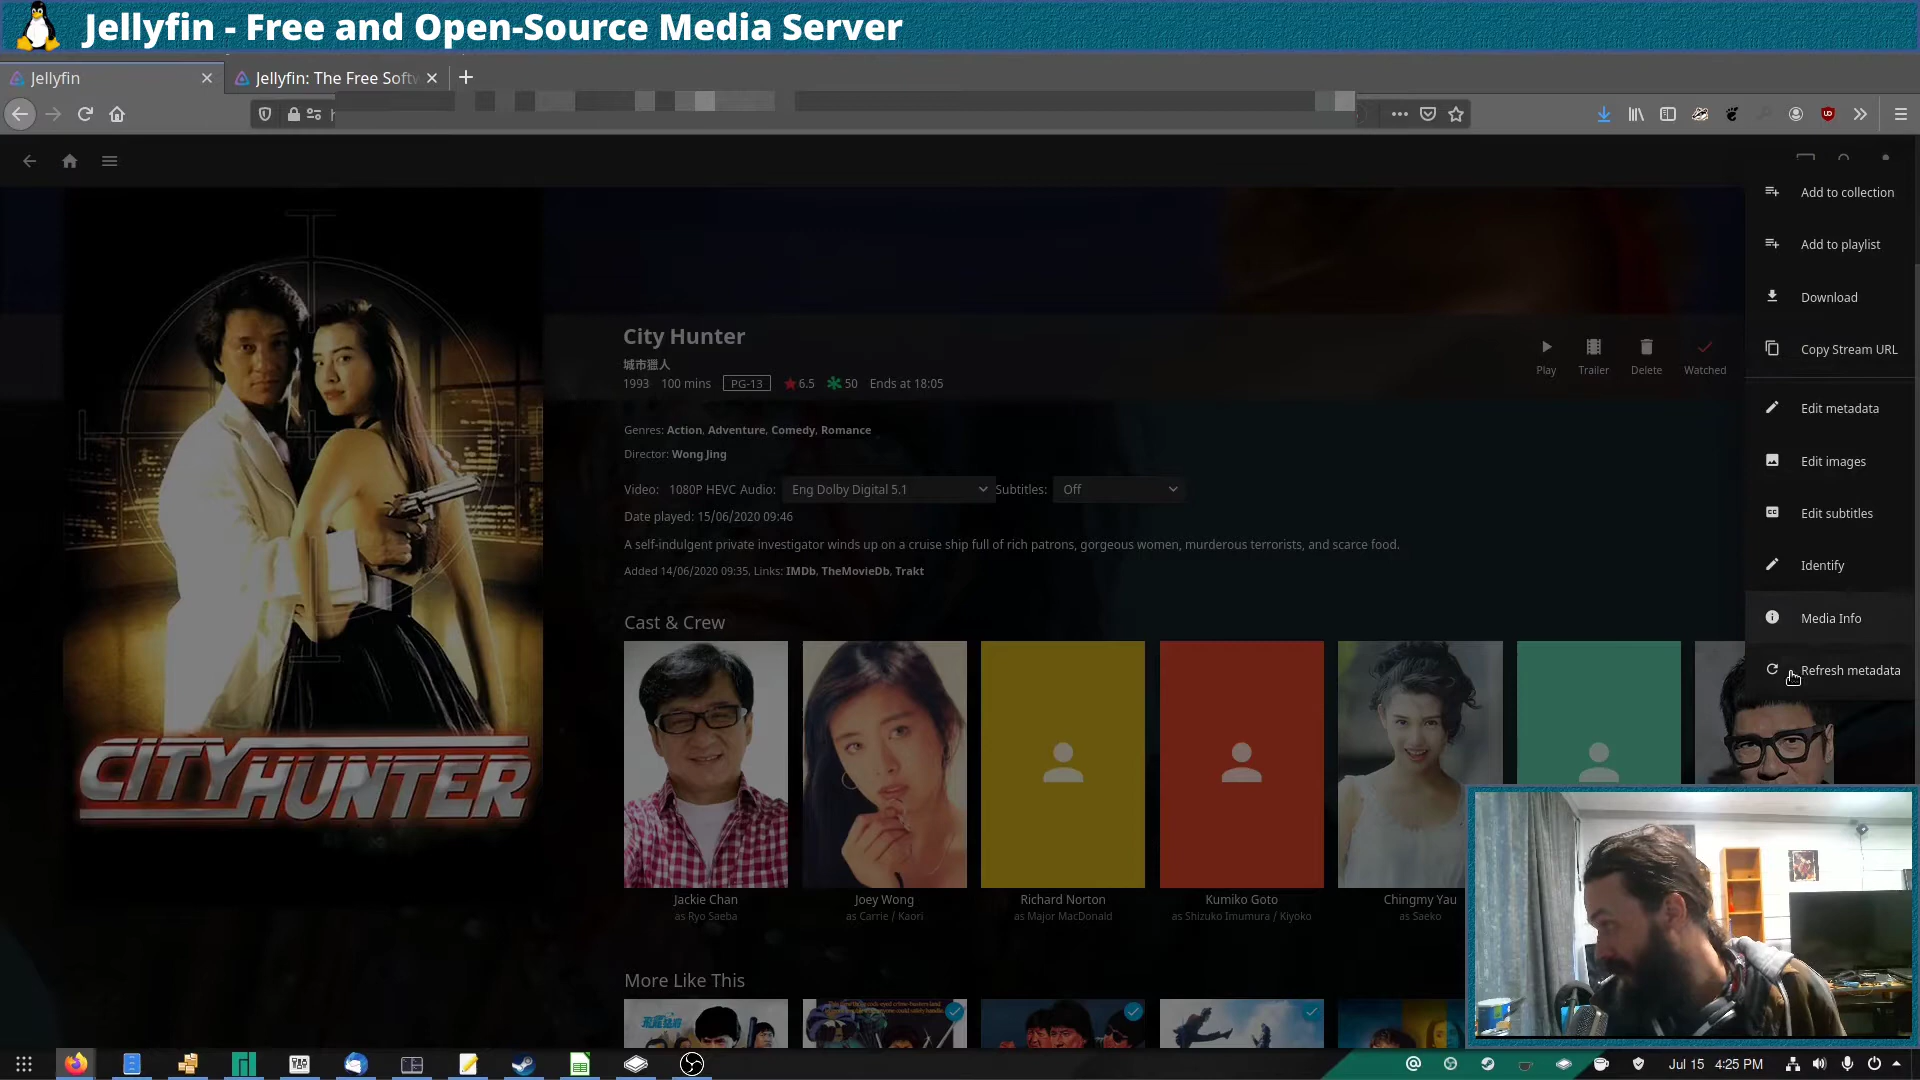 Jellyfin - Free and Open-Source Media Server
Jellyfin
Jellyfin: The Free Softw
Add to collection
Add to playlist
Download
Copy Stream URL
Edit metadata
Edit images
Edit subtitles
Identify
Media Info
Refresh metadata
City Hunter
城市獵人
1993 100 mins PG-13 6.5 50 Ends at 18:05
Play Trailer Delete Watched
Genres: Action, Adventure, Comedy, Romance
Director: Wong Jing
Video: 1080P HEVC Audio: Eng Dolby Digital 5.1 Subtitles: Off
Date played: 15/06/2020 09:46
A self-indulgent private investigator winds up on a cruise ship full of rich patrons, gorgeous women, murderous terrorists, and scarce food.
Added 14/06/2020 09:35, Links: IMDb, TheMovieDb, Trakt
CITY HUNTER
Cast & Crew
Jackie Chan
as Ryo Saeba
Joey Wong
as Carrie / Kaori
Richard Norton
as Major MacDonald
Kumiko Goto
as Shizuko Imumura / Kiyoko
Chingmy Yau
as Saeko
More Like This
Jul 15 4:25 PM